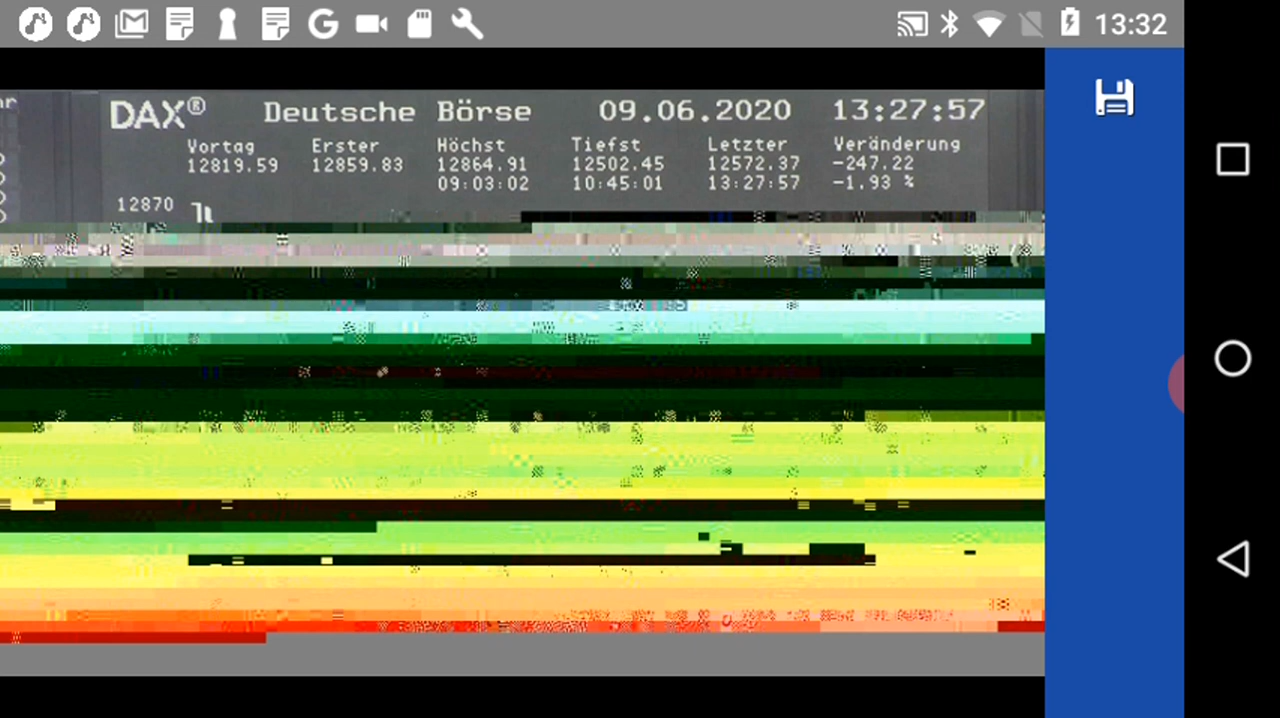 13:32
DAX® Deutsche Börse 09.06.2020 13:27:57
Vortag Erster Höchst Tiefst Letzter Veränderung
12819.59 12859.83 12864.91 12502.45 12572.37 -247.22
09:03:02 10:45:01 13:27:57 -1.93 %
12870